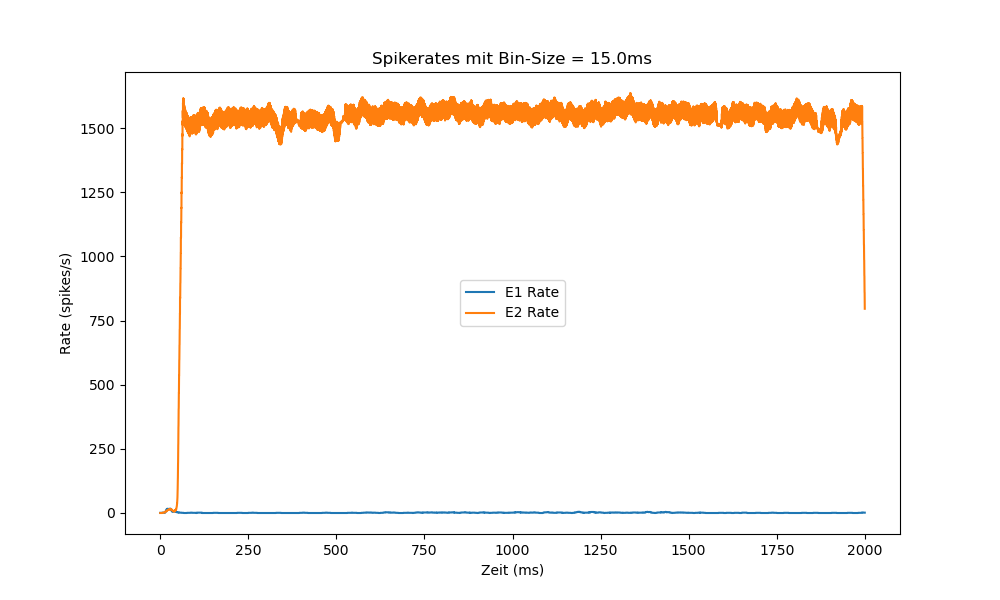 Spikerates mit Bin-Size = 15.0ms
Rate (spikes/s)
1500
1250
1000
750
500
250
0
E1 Rate
E2 Rate
0 250 500 750 1000 1250 1500 1750 2000
Zeit (ms)